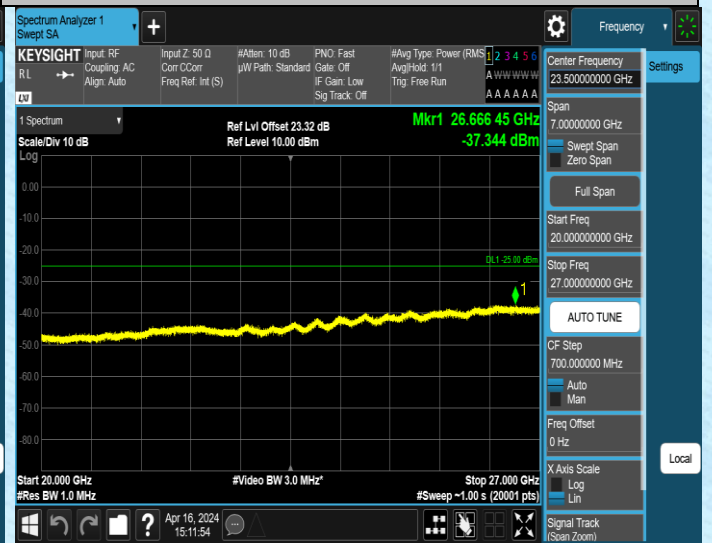 Spectrum Analyzer 1
Swept SA
+
Frequency
KEYSIGHT
RL
LXI
Input: RF
Coupling: AC
Align: Auto
Input Z: 50 Ω
Corr CCorr
Freq Ref: Int (S)
#Atten: 10 dB
µW Path: Standard
PNO: Fast
Gate: Off
IF Gain: Low
Sig Track: Off
#Avg Type: Power (RMS
Avg|Hold: 1/1
Trig: Free Run
1 2 3 4 5 6
A W W W W W
A A A A A A
1 Spectrum
Scale/Div 10 dB
Log
Ref Lvl Offset 23.32 dB
Ref Level 10.00 dBm
Mkr1 26.666 45 GHz
-37.344 dBm
0.00
-10.0
-20.0
-30.0
-40.0
-50.0
-60.0
-70.0
-80.0
DL1 -25.00 dBm
1
Start 20.000 GHz
#Res BW 1.0 MHz
#Video BW 3.0 MHz*
Stop 27.000 GHz
#Sweep ~1.00 s (20001 pts)
?
Apr 16, 2024
15:11:54
Center Frequency
23.500000000 GHz
Span
7.00000000 GHz
Swept Span
Zero Span
Full Span
Start Freq
20.000000000 GHz
Stop Freq
27.000000000 GHz
AUTO TUNE
CF Step
700.000000 MHz
Auto
Man
Freq Offset
0 Hz
X Axis Scale
Log
Lin
Signal Track
(Span Zoom)
Settings
Local